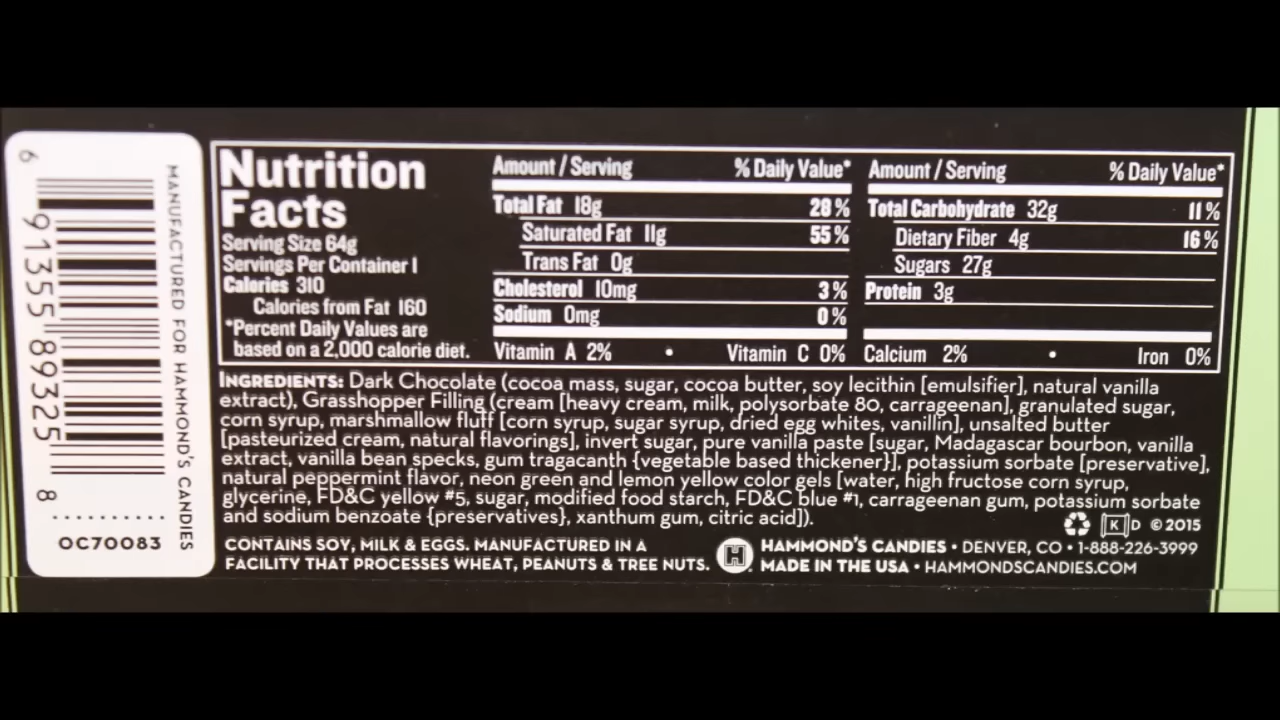 Nutrition
Facts
Serving Size 64g
Servings Per Container 1
Calories 310
Calories from Fat 160
*Percent Daily Values are
based on a 2,000 calorie diet.
Amount / Serving % Daily Value*
Total Fat 18g 28%
Saturated Fat 11g 55%
Trans Fat 0g
Cholesterol 10mg 3%
Sodium 0mg 0%
Vitamin A 2% • Vitamin C 0%
Amount / Serving % Daily Value*
Total Carbohydrate 32g 11%
Dietary Fiber 4g 16%
Sugars 27g
Protein 3g
Calcium 2% • Iron 0%
INGREDIENTS: Dark Chocolate (cocoa mass, sugar, cocoa butter, soy lecithin [emulsifier], natural vanilla
extract), Grasshopper Filling (cream [heavy cream, milk, polysorbate 80, carrageenan], granulated sugar,
corn syrup, marshmallow fluff [corn syrup, sugar syrup, dried egg whites, vanillin], unsalted butter
[pasteurized cream, natural flavorings], invert sugar, pure vanilla paste [sugar, Madagascar bourbon, vanilla
extract, vanilla bean specks, gum tragacanth {vegetable based thickener}], potassium sorbate [preservative],
natural peppermint flavor, neon green and lemon yellow color gels [water, high fructose corn syrup,
glycerine, FD&C yellow #5, sugar, modified food starch, FD&C blue #1, carrageenan gum, potassium sorbate
and sodium benzoate {preservatives}, xanthum gum, citric acid]).
K D © 2015
CONTAINS SOY, MILK & EGGS. MANUFACTURED IN A
FACILITY THAT PROCESSES WHEAT, PEANUTS & TREE NUTS.
H
HAMMOND'S CANDIES • DENVER, CO • 1-888-226-3999
MADE IN THE USA • HAMMONDSCANDIES.COM
MANUFACTURED FOR HAMMOND'S CANDIES
6 91355 89325 8
OC70083